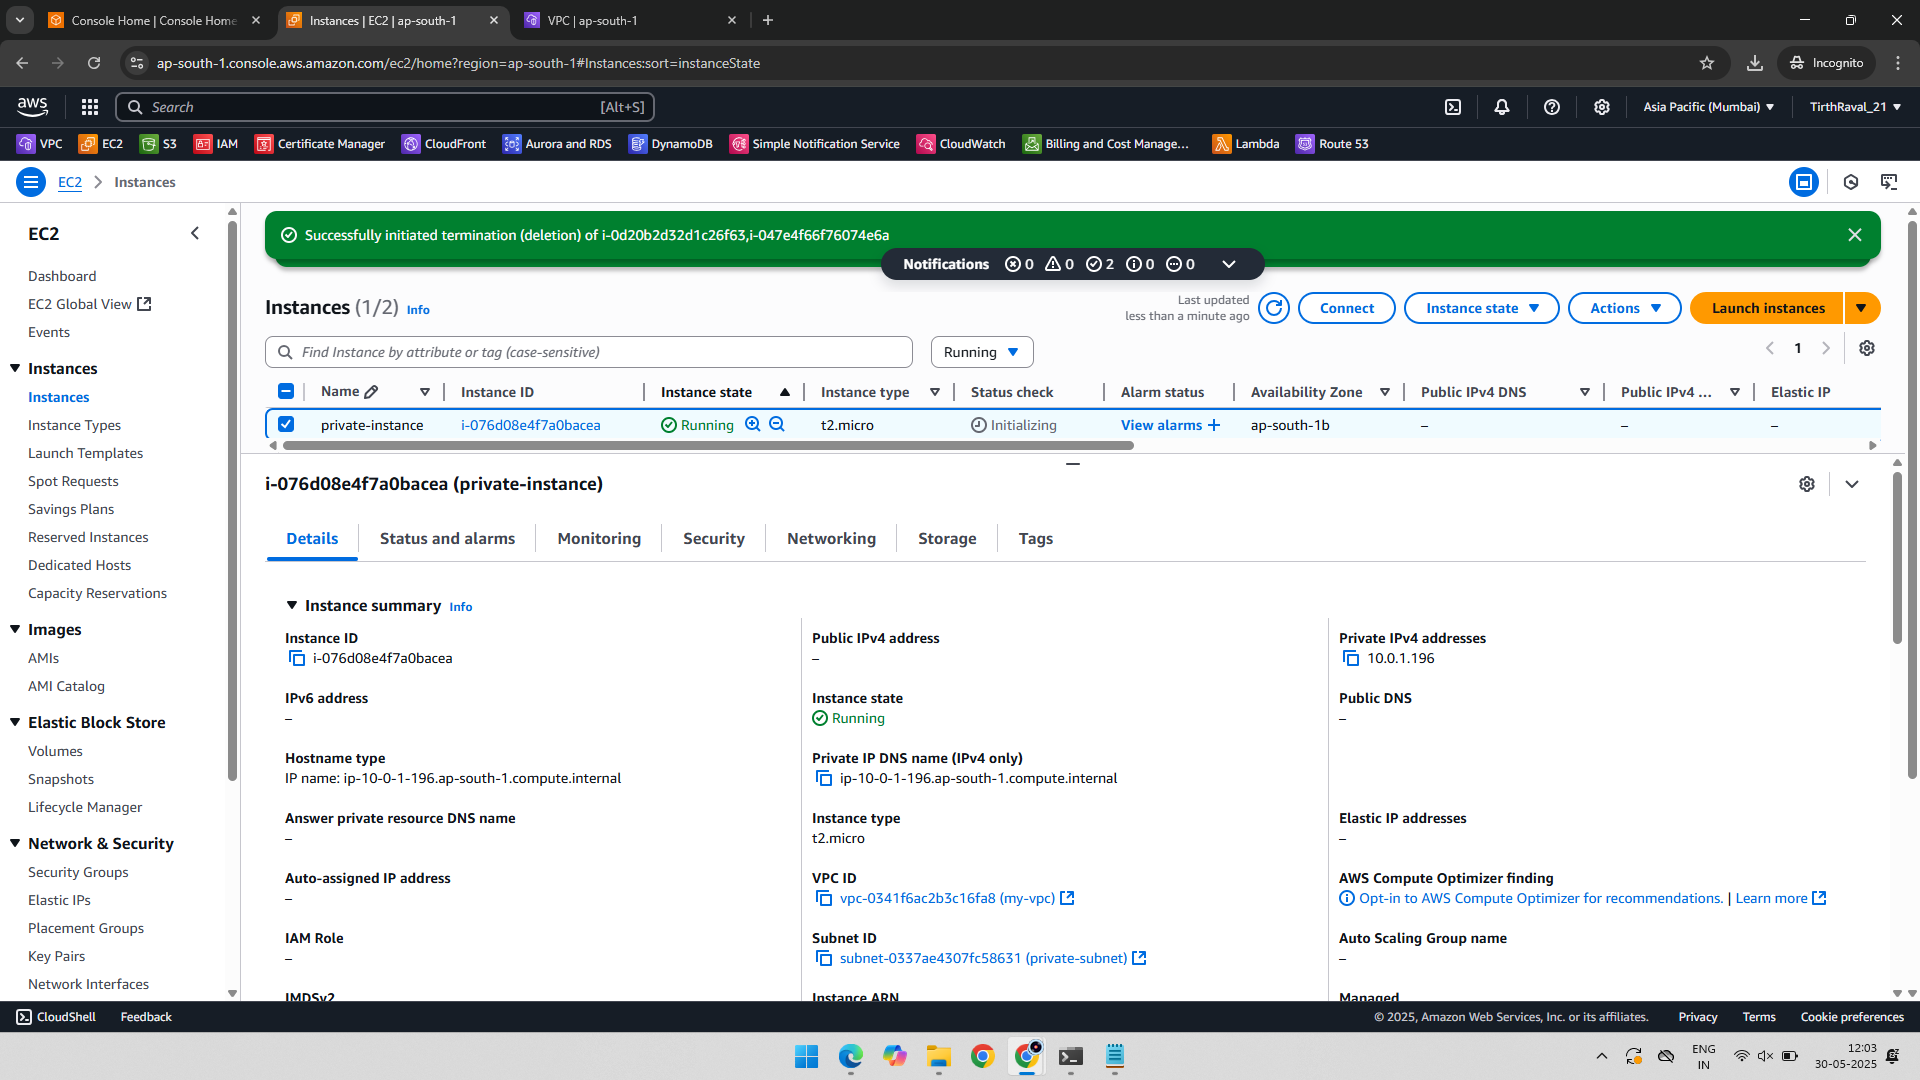 Console Home | Console Home
Instances | EC2 | ap-south-1
VPC | ap-south-1
ap-south-1.console.aws.amazon.com/ec2/home?region=ap-south-1#Instances:sort=instanceState
Incognito
aws
Search
[Alt+S]
Asia Pacific (Mumbai)
TirthRaval_21
VPC
EC2
S3
IAM
Certificate Manager
CloudFront
Aurora and RDS
DynamoDB
Simple Notification Service
CloudWatch
Billing and Cost Manage...
Lambda
Route 53
EC2
Instances
EC2
Dashboard
EC2 Global View
Events
Instances
Instances
Instance Types
Launch Templates
Spot Requests
Savings Plans
Reserved Instances
Dedicated Hosts
Capacity Reservations
Images
AMIs
AMI Catalog
Elastic Block Store
Volumes
Snapshots
Lifecycle Manager
Network & Security
Security Groups
Elastic IPs
Placement Groups
Key Pairs
Network Interfaces
Successfully initiated termination (deletion) of i-0d20b2d32d1c26f63,i-047e4f66f76074e6a
Notifications 0 0 2 0 0
Instances (1/2) Info
Last updated
less than a minute ago
Connect
Instance state
Actions
Launch instances
Find Instance by attribute or tag (case-sensitive)
Running
1
Name
Instance ID
Instance state
Instance type
Status check
Alarm status
Availability Zone
Public IPv4 DNS
Public IPv4 ...
Elastic IP
private-instance
i-076d08e4f7a0bacea
Running
t2.micro
Initializing
View alarms +
ap-south-1b
–
–
–
i-076d08e4f7a0bacea (private-instance)
Details
Status and alarms
Monitoring
Security
Networking
Storage
Tags
Instance summary Info
Instance ID
i-076d08e4f7a0bacea
Public IPv4 address
–
Private IPv4 addresses
10.0.1.196
IPv6 address
–
Instance state
Running
Public DNS
–
Hostname type
IP name: ip-10-0-1-196.ap-south-1.compute.internal
Private IP DNS name (IPv4 only)
ip-10-0-1-196.ap-south-1.compute.internal
Answer private resource DNS name
–
Instance type
t2.micro
Elastic IP addresses
–
Auto-assigned IP address
–
VPC ID
vpc-0341f6ac2b3c16fa8 (my-vpc)
AWS Compute Optimizer finding
Opt-in to AWS Compute Optimizer for recommendations. | Learn more
IAM Role
–
Subnet ID
subnet-0337ae4307fc58631 (private-subnet)
Auto Scaling Group name
–
IMDSv2
Instance ARN
Managed
CloudShell
Feedback
© 2025, Amazon Web Services, Inc. or its affiliates.
Privacy
Terms
Cookie preferences
ENG
IN
12:03
30-05-2025